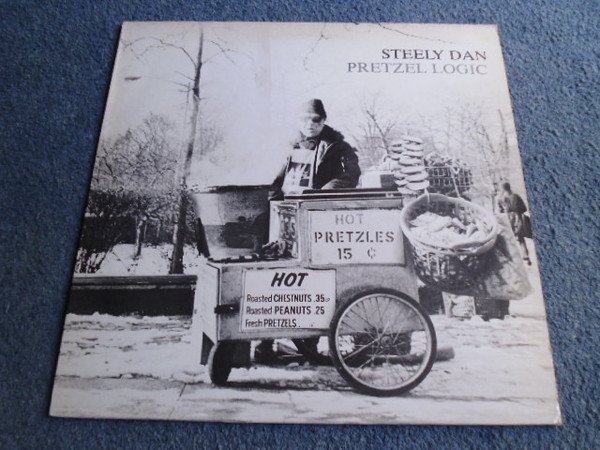 STEELY DAN
PRETZEL LOGIC
HOT
PRETZLES
15 ¢
HOT
Roasted CHESTNUTS .35
Roasted PEANUTS .25
Fresh PRETZELS . . .